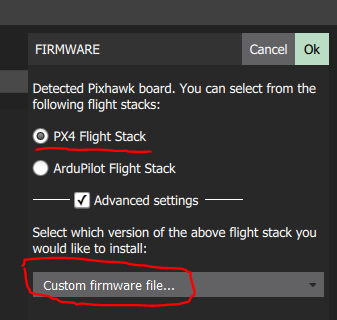 FIRMWARE
Cancel
Ok
Detected Pixhawk board. You can select from the
following flight stacks:
PX4 Flight Stack
ArduPilot Flight Stack
Advanced settings
Select which version of the above flight stack you
would like to install:
Custom firmware file...